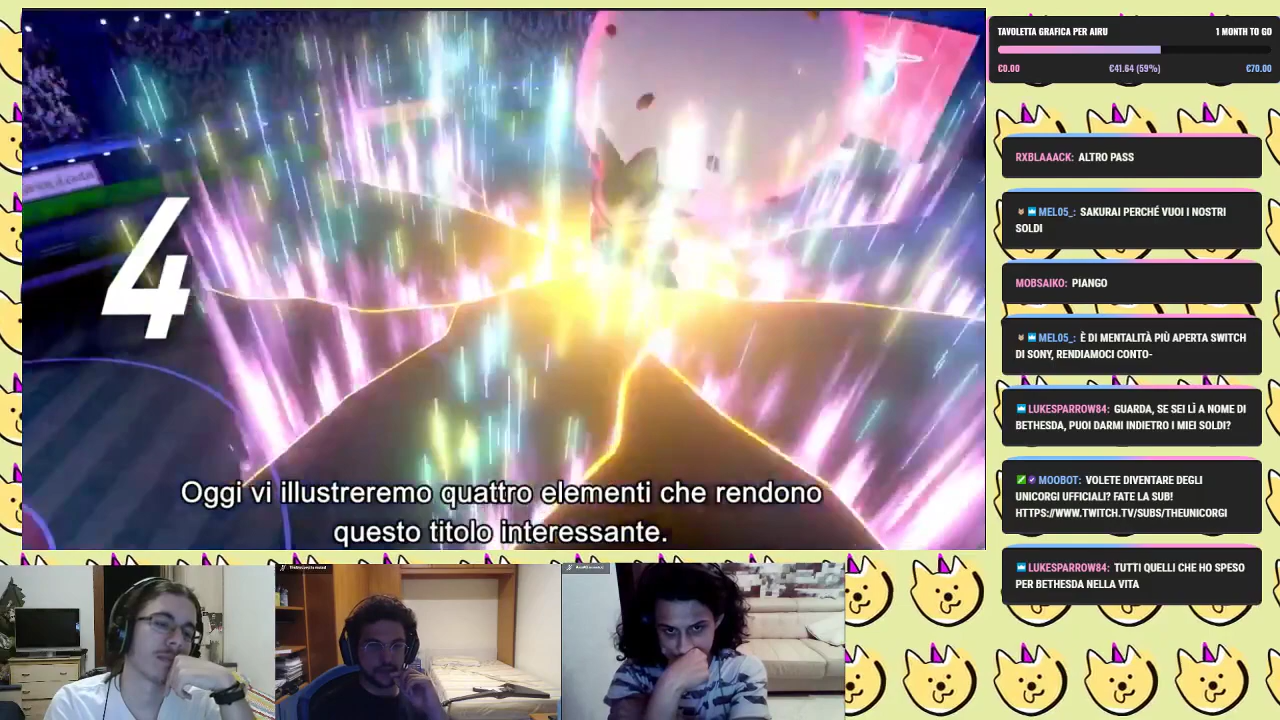 4
Oggi vi illustreremo quattro elementi che rendono
questo titolo interessante.
TAVOLETTA GRAFICA PER AIRU
1 MONTH TO GO
€0.00
€41.64 (59%)
€70.00
RXBLAAACK: ALTRO PASS
MEL05_: SAKURAI PERCHÉ VUOI I NOSTRI
SOLDI
MOBSAIKO: PIANGO
MEL05_: È DI MENTALITÀ PIÙ APERTA SWITCH
DI SONY, RENDIAMOCI CONTO-
LUKESPARROW84: GUARDA, SE SEI LÌ A NOME DI
BETHESDA, PUOI DARMI INDIETRO I MIEI SOLDI?
MOOBOT: VOLETE DIVENTARE DEGLI
UNICORGI UFFICIALI? FATE LA SUB!
HTTPS://WWW.TWITCH.TV/SUBS/THEUNICORGI
LUKESPARROW84: TUTTI QUELLI CHE HO SPESO
PER BETHESDA NELLA VITA